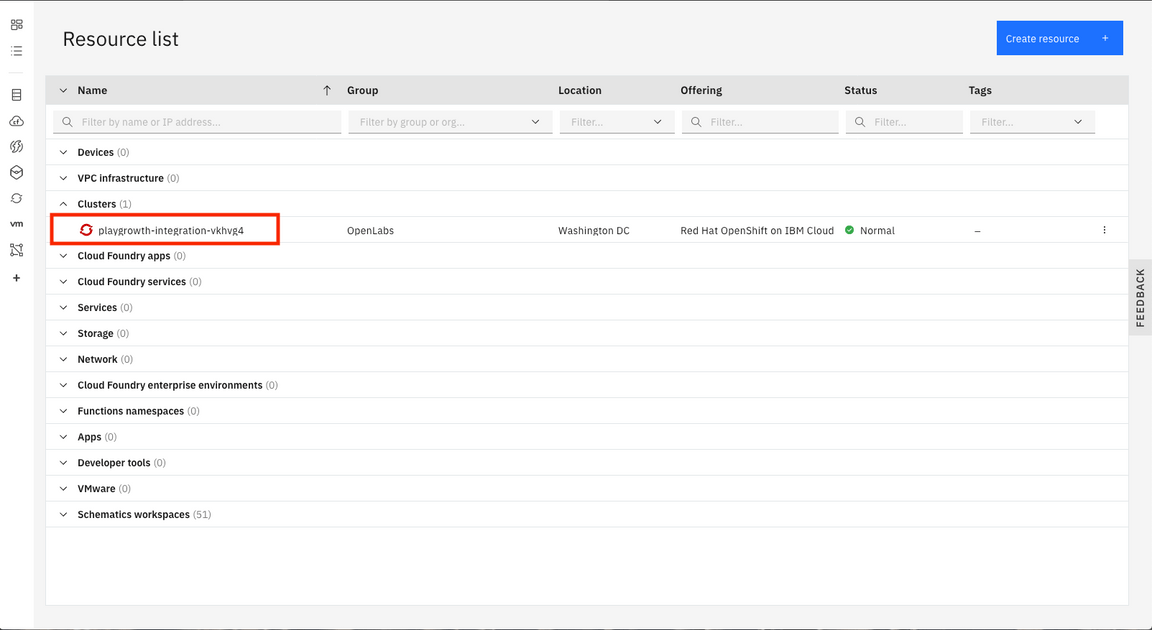 Resource list
Create resource +
Name Group Location Offering Status Tags
Filter by name or IP address... Filter by group or org... Filter... Filter... Filter... Filter...
Devices (0)
VPC infrastructure (0)
Clusters (1)
playgrowth-integration-vkhvg4 OpenLabs Washington DC Red Hat OpenShift on IBM Cloud Normal –
Cloud Foundry apps (0)
Cloud Foundry services (0)
Services (0)
Storage (0)
Network (0)
Cloud Foundry enterprise environments (0)
Functions namespaces (0)
Apps (0)
Developer tools (0)
VMware (0)
Schematics workspaces (51)
vm
FEEDBACK